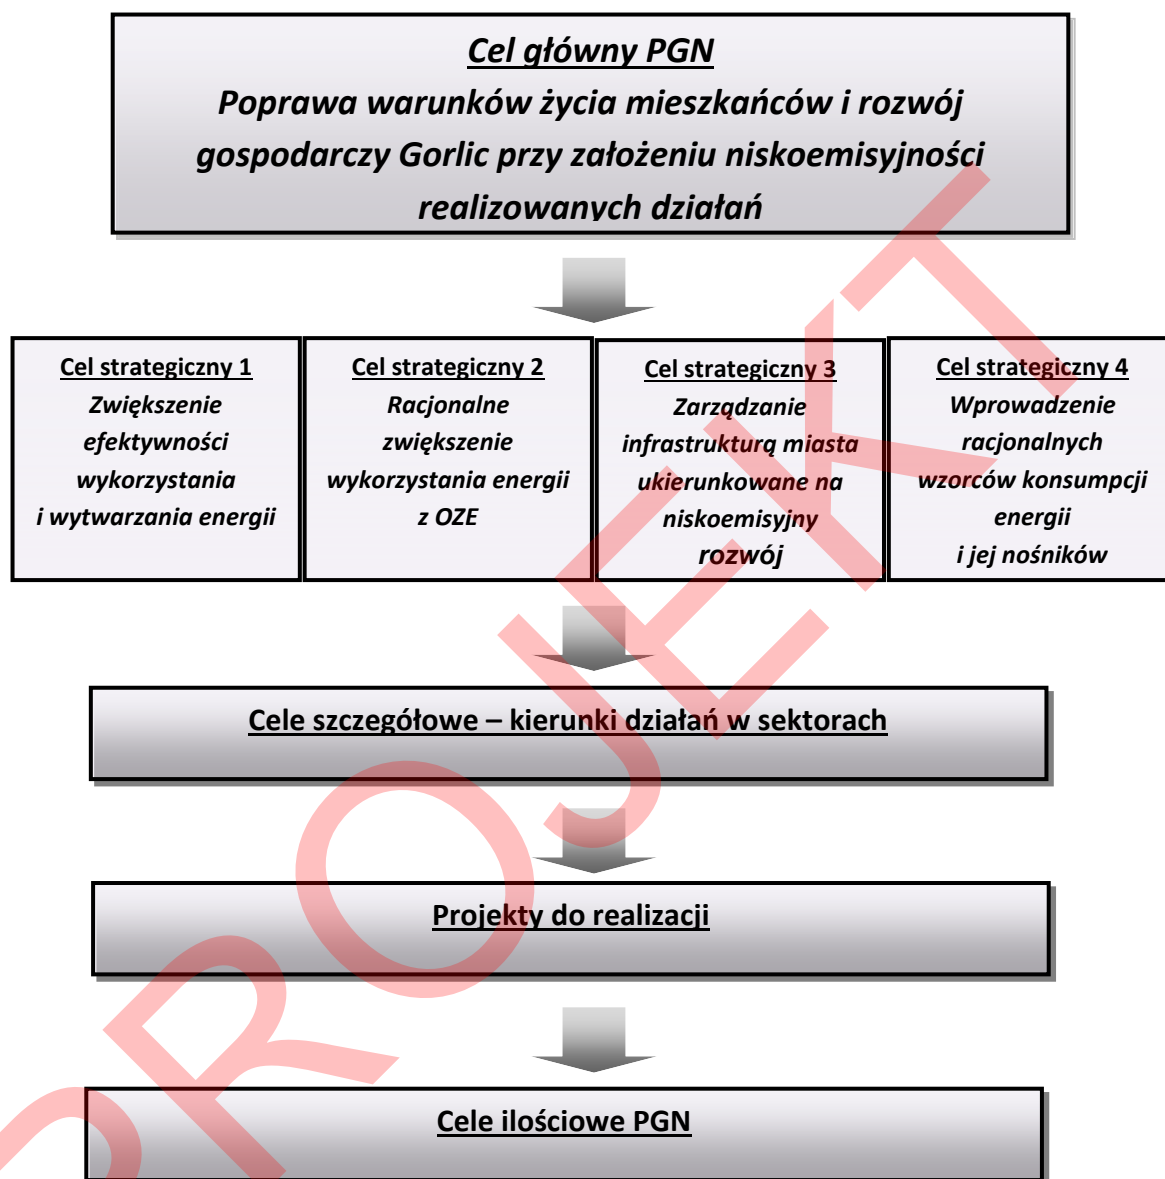 Cel główny PGN
Poprawa warunków życia mieszkańców i rozwój
gospodarczy Gorlic przy założeniu niskoemisyjności
realizowanych działań
Cel strategiczny 1
Zwiększenie
efektywności
wykorzystania
i wytwarzania energii
Cel strategiczny 2
Racjonalne
zwiększenie
wykorzystania energii
z OZE
Cel strategiczny 3
Zarządzanie
infrastrukturą miasta
ukierunkowane na
niskoemisyjny
rozwój
Cel strategiczny 4
Wprowadzenie
racjonalnych
wzorców konsumpcji
energii
i jej nośników
Cele szczegółowe – kierunki działań w sektorach
Projekty do realizacji
Cele ilościowe PGN
PROJEKT